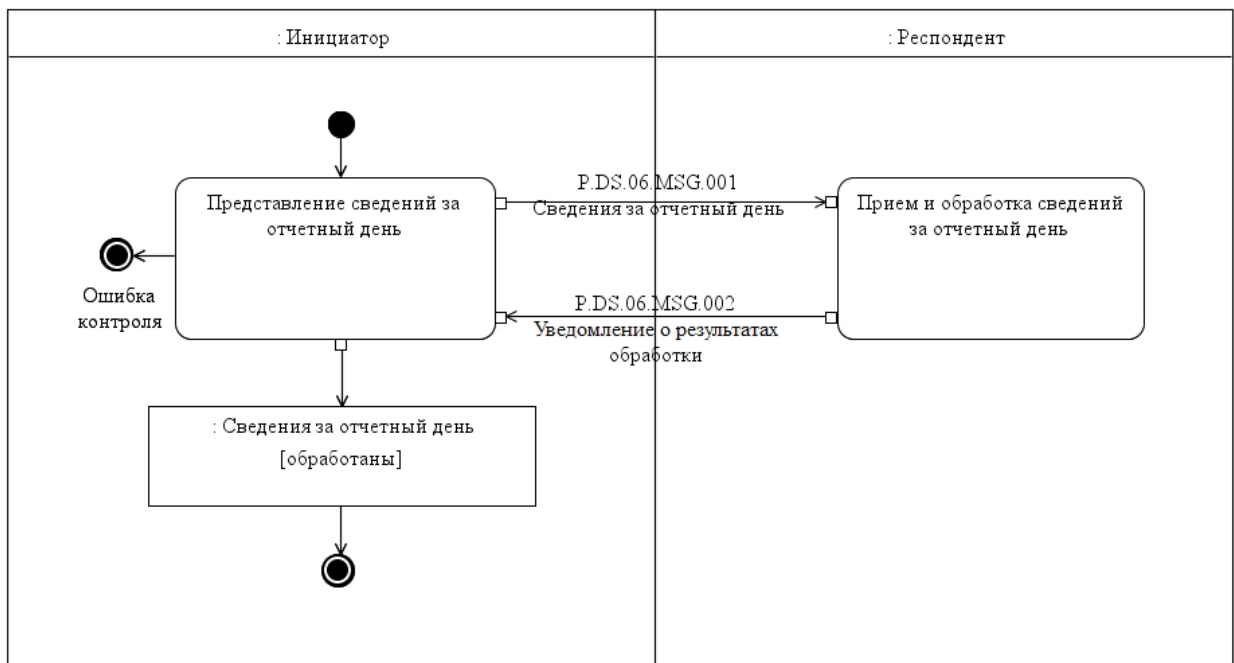 : Инициатор
: Респондент
Представление сведений за
отчетный день
P.DS.06.MSG.001
Сведения за отчетный день
Прием и обработка сведений
за отчетный день
Ошибка
контроля
P.DS.06.MSG.002
Уведомление о результатах
обработки
: Сведения за отчетный день
[обработаны]